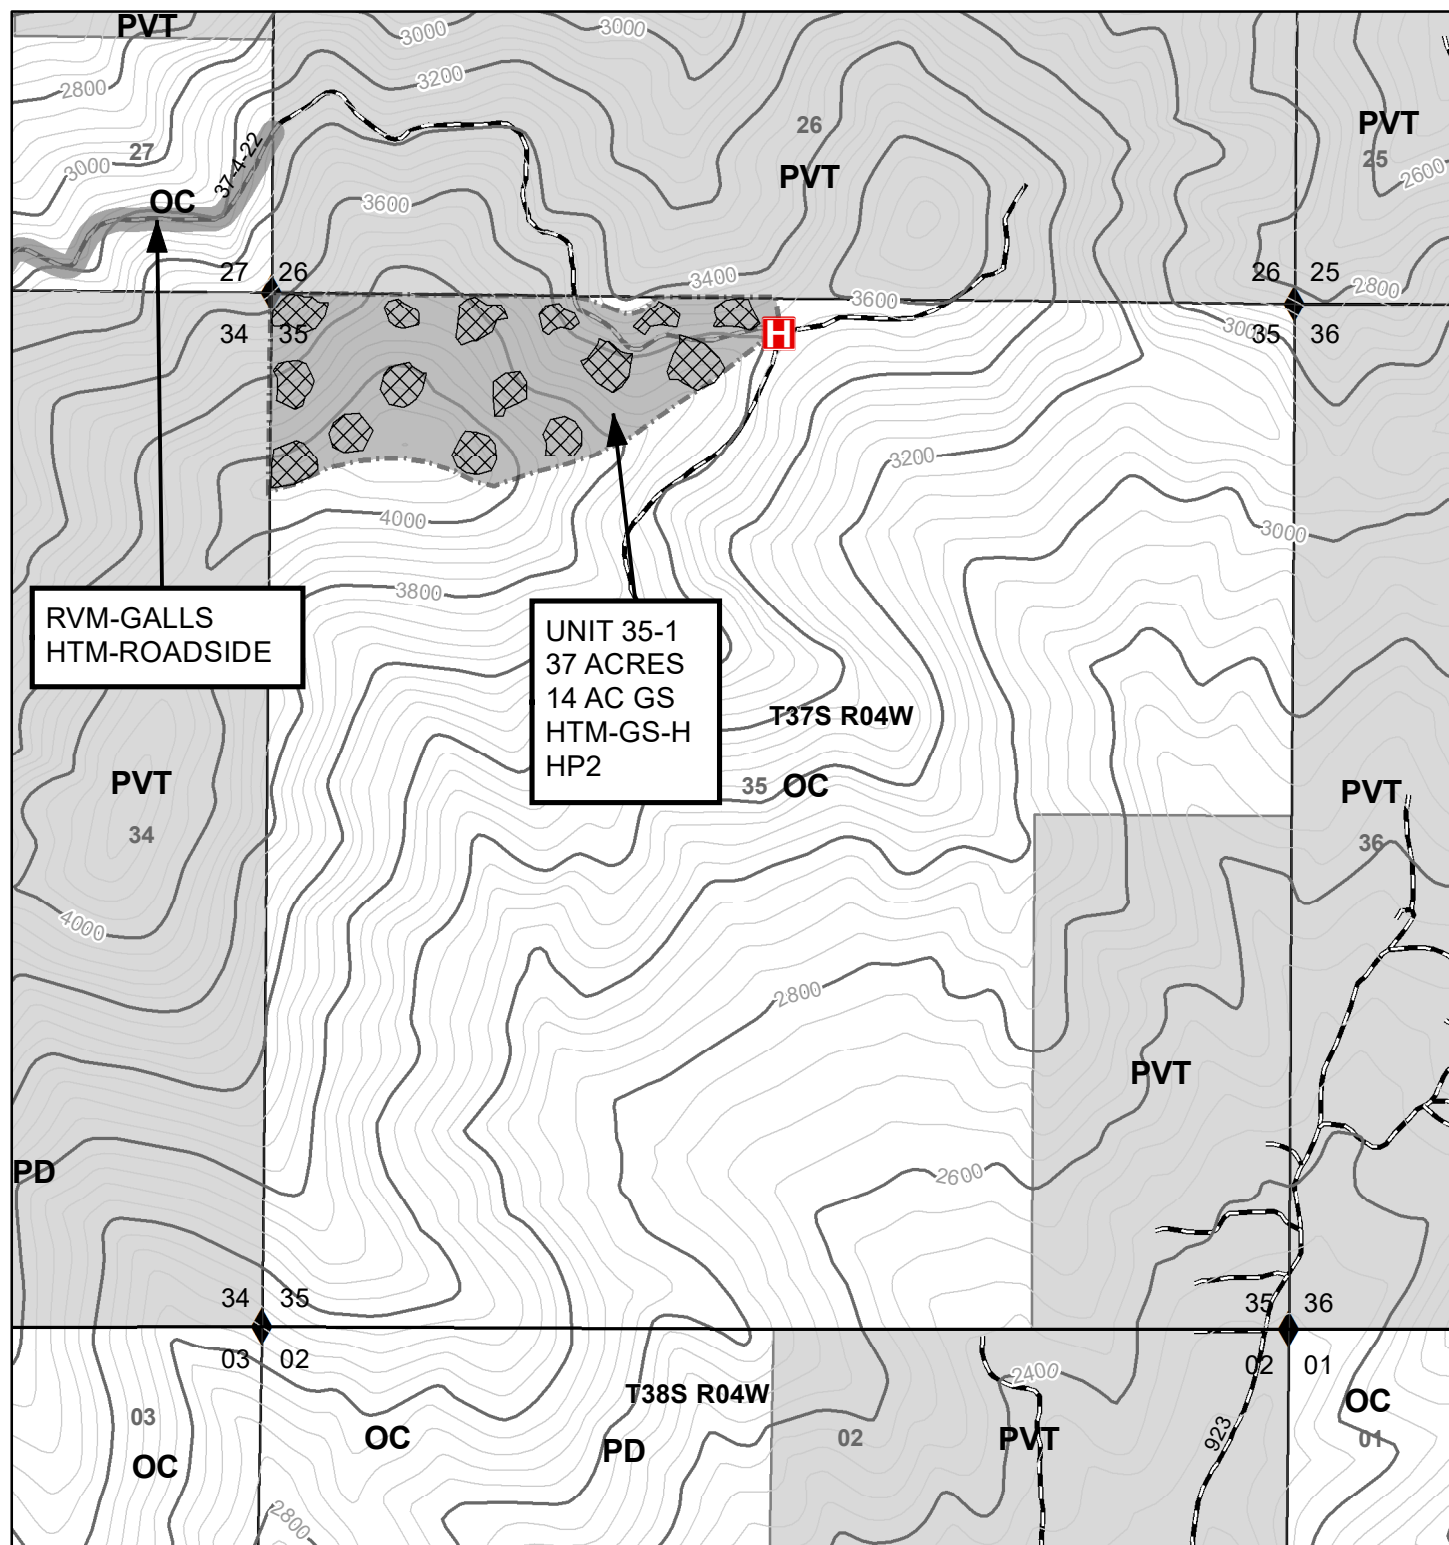 PVT
3000
3000
2800
3200
26
PVT
PVT
25
27
37-4-22
3000
2600
OC
3600
27
26
3400
3600
26
25
2800
34
35
H
3000
35
36
3200
4000
3000
3800
RVM-GALLS
HTM-ROADSIDE
UNIT 35-1
37 ACRES
14 AC GS
HTM-GS-H
HP2
T37S R04W
35
OC
PVT
34
PVT
36
4000
2800
PVT
PD
2600
34
35
35
36
03
02
02
01
2400
T38S R04W
03
OC
OC
PD
02
PVT
923
OC
01
2800